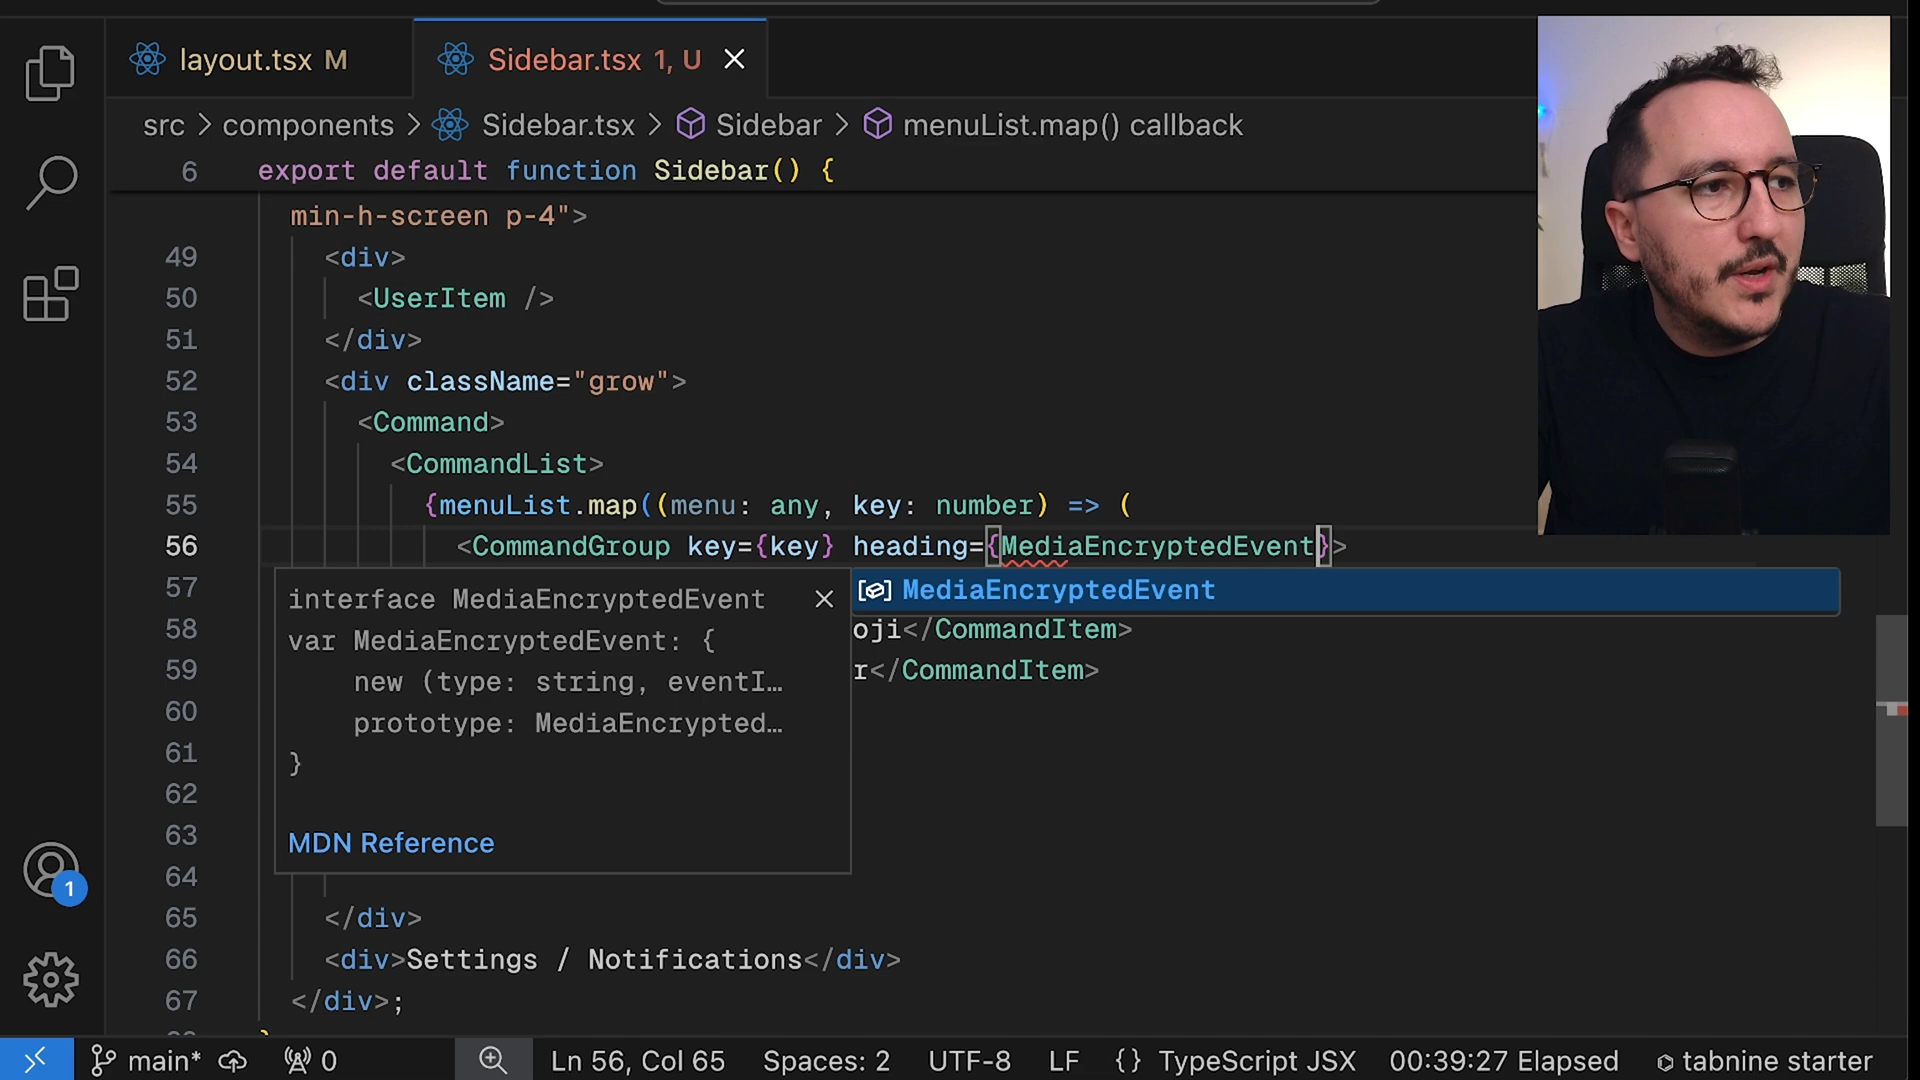 layout.tsx M
Sidebar.tsx 1, U
src > components > Sidebar.tsx > Sidebar > menuList.map() callback
6 export default function Sidebar() {
min-h-screen p-4">
49 <div>
50 <UserItem />
51 </div>
52 <div className="grow">
53 <Command>
54 <CommandList>
55 {menuList.map((menu: any, key: number) => (
56 <CommandGroup key={key} heading={MediaEncryptedEvent}>
57
MediaEncryptedEvent
58 oji</CommandItem>
59 r</CommandItem>
60
61
62
63
64
interface MediaEncryptedEvent
var MediaEncryptedEvent: {
new (type: string, eventI…
prototype: MediaEncrypted…
}
MDN Reference
65 </div>
66 <div>Settings / Notifications</div>
67 </div>;
1
main* 0 Ln 56, Col 65 Spaces: 2 UTF-8 LF {} TypeScript JSX 00:39:27 Elapsed tabnine starter